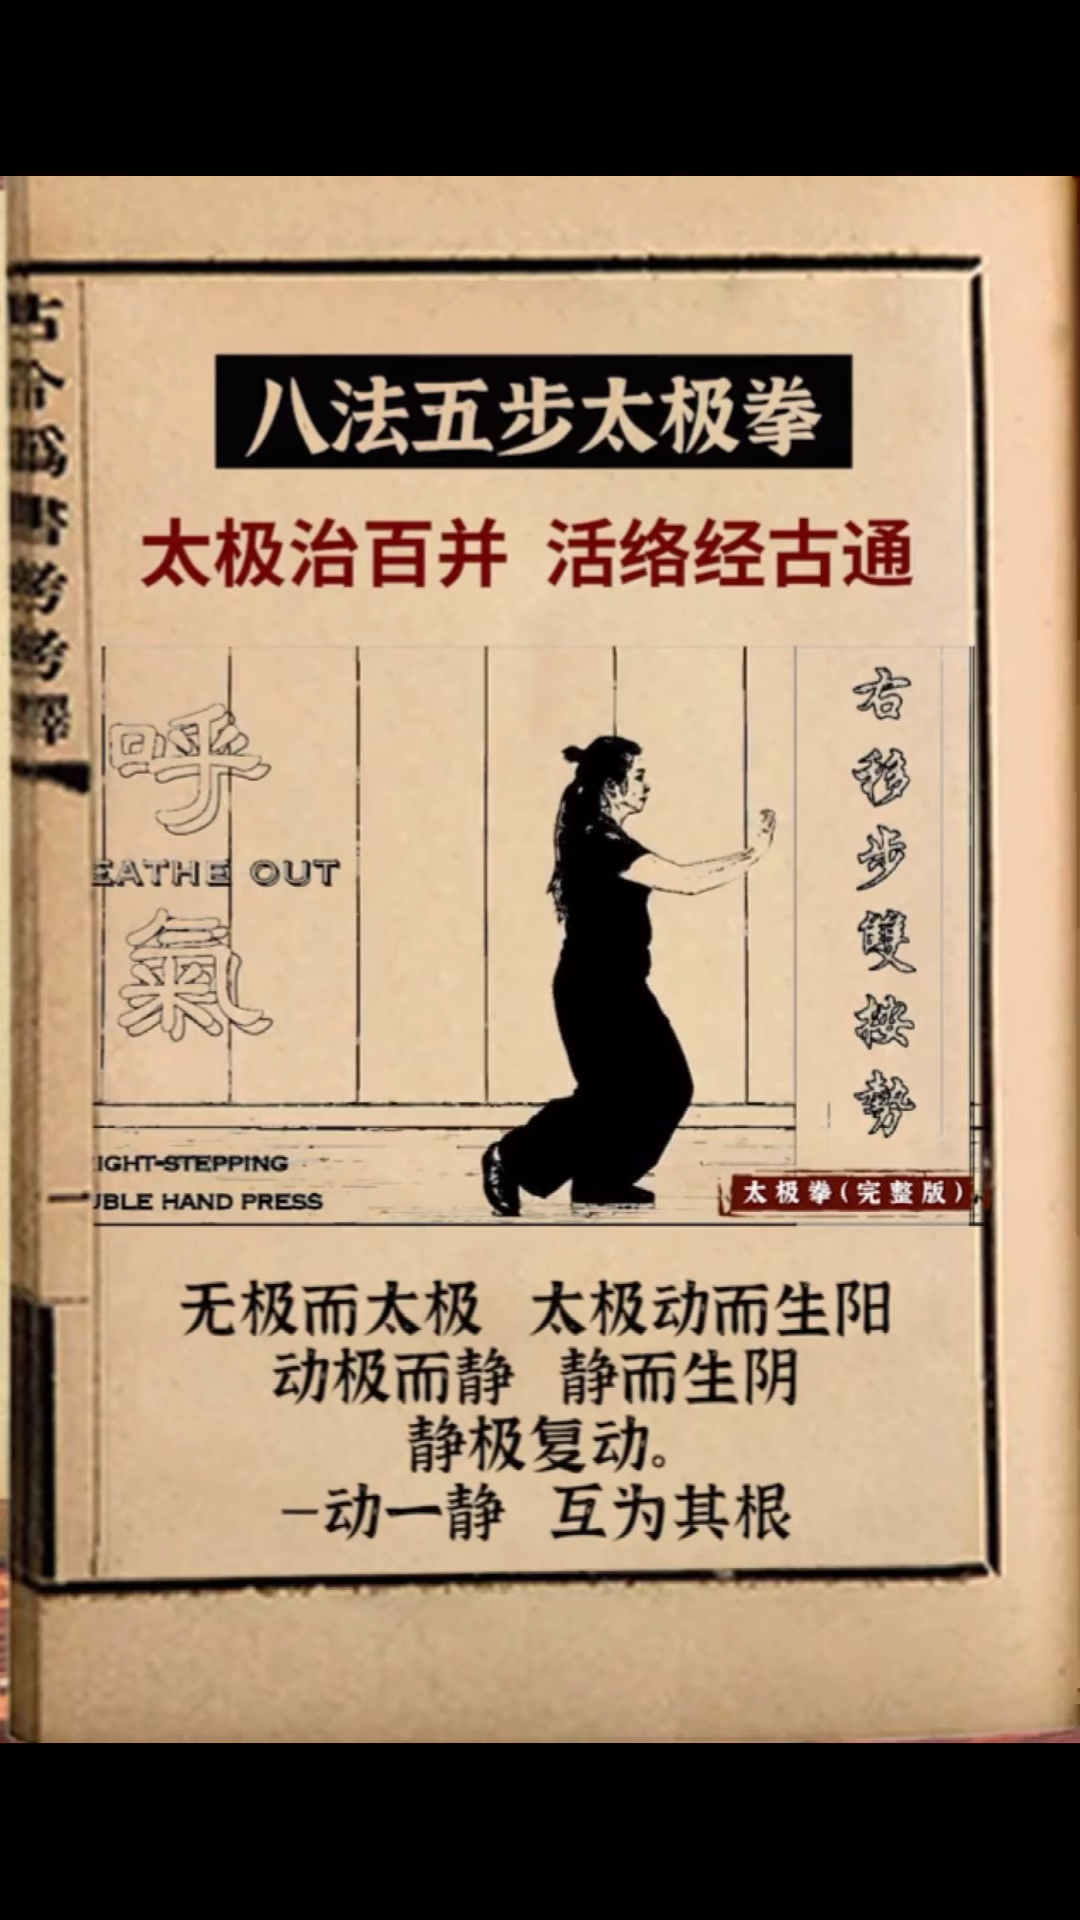 八法五步太极拳
太极治百并 活络经古通
呼
EATHE OUT
氣
右移步雙按勢
IGHT-STEPPING
UBLE HAND PRESS
太极拳(完整版)
无极而太极 太极动而生阳
动极而静 静而生阴
静极复动。
一动一静 互为其根